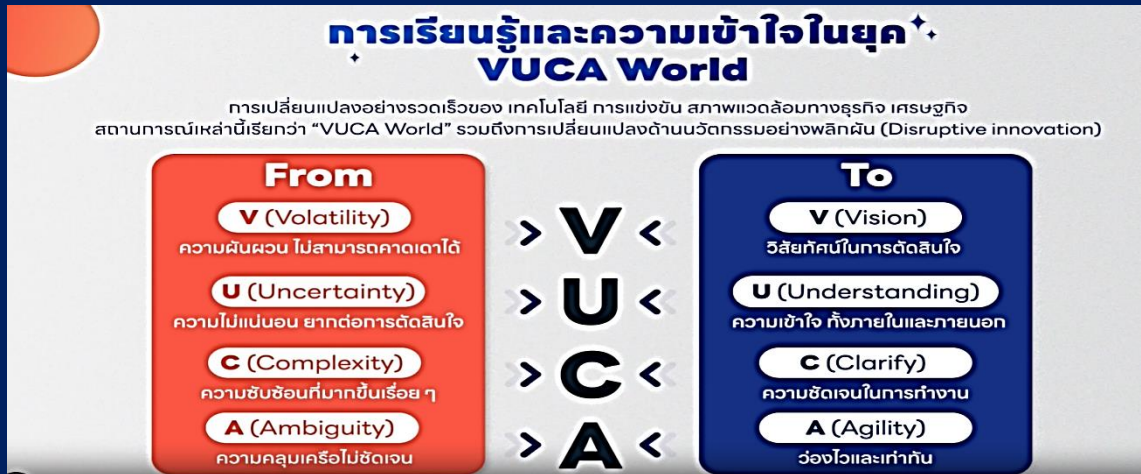 การเรียนรู้และความเข้าใจในยุค
VUCA World
การเปลี่ยนแปลงอย่างรวดเร็วของ เทคโนโลยี การแข่งขัน สภาพแวดล้อมทางธุรกิจ เศรษฐกิจ
สถานการณ์เหล่านี้เรียกว่า “VUCA World” รวมถึงการเปลี่ยนแปลงด้านนวัตกรรมอย่างพลิกผัน (Disruptive innovation)
From
V (Volatility)
ความผันผวน ไม่สามารถคาดเดาได้
U (Uncertainty)
ความไม่แน่นอน ยากต่อการตัดสินใจ
C (Complexity)
ความซับซ้อนที่มากขึ้นเรื่อย ๆ
A (Ambiguity)
ความคลุมเครือไม่ชัดเจน
V
U
C
A
To
V (Vision)
วิสัยทัศน์ในการตัดสินใจ
U (Understanding)
ความเข้าใจ ทั้งภายในและภายนอก
C (Clarify)
ความชัดเจนในการทำงาน
A (Agility)
ว่องไวและเท่าทัน